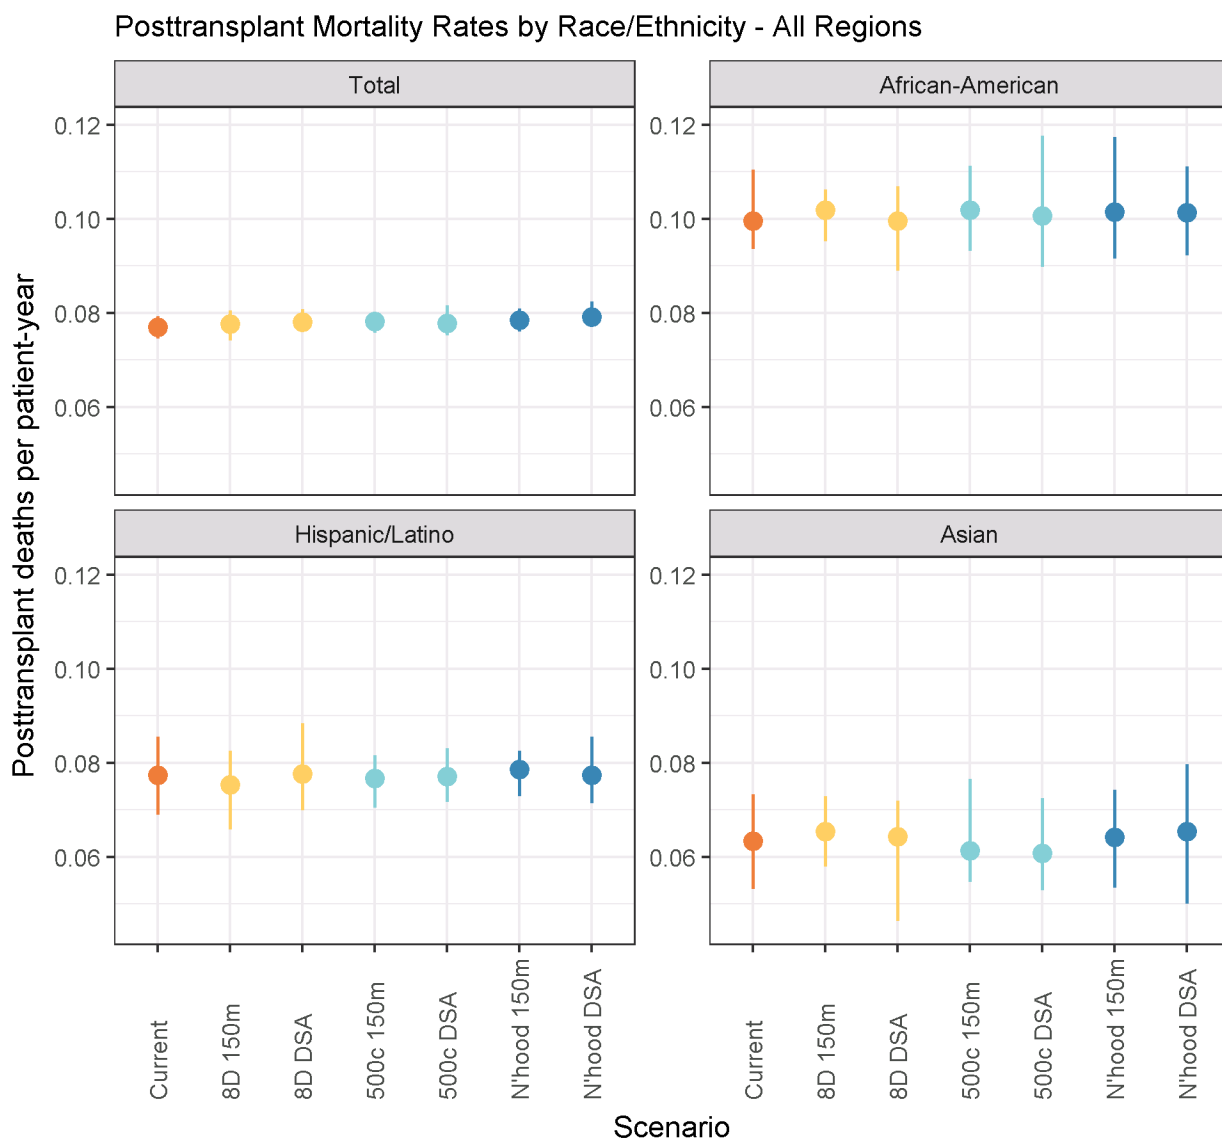 Posttransplant Mortality Rates by Race/Ethnicity - All Regions
Total
African-American
0.12
0.10
0.08
0.06
0.12
0.10
0.08
0.06
Posttransplant deaths per patient-year
Hispanic/Latino
Asian
0.12
0.10
0.08
0.06
0.12
0.10
0.08
0.06
Current
8D 150m
8D DSA
500c 150m
500c DSA
N'hood 150m
N'hood DSA
Current
8D 150m
8D DSA
500c 150m
500c DSA
N'hood 150m
N'hood DSA
Scenario